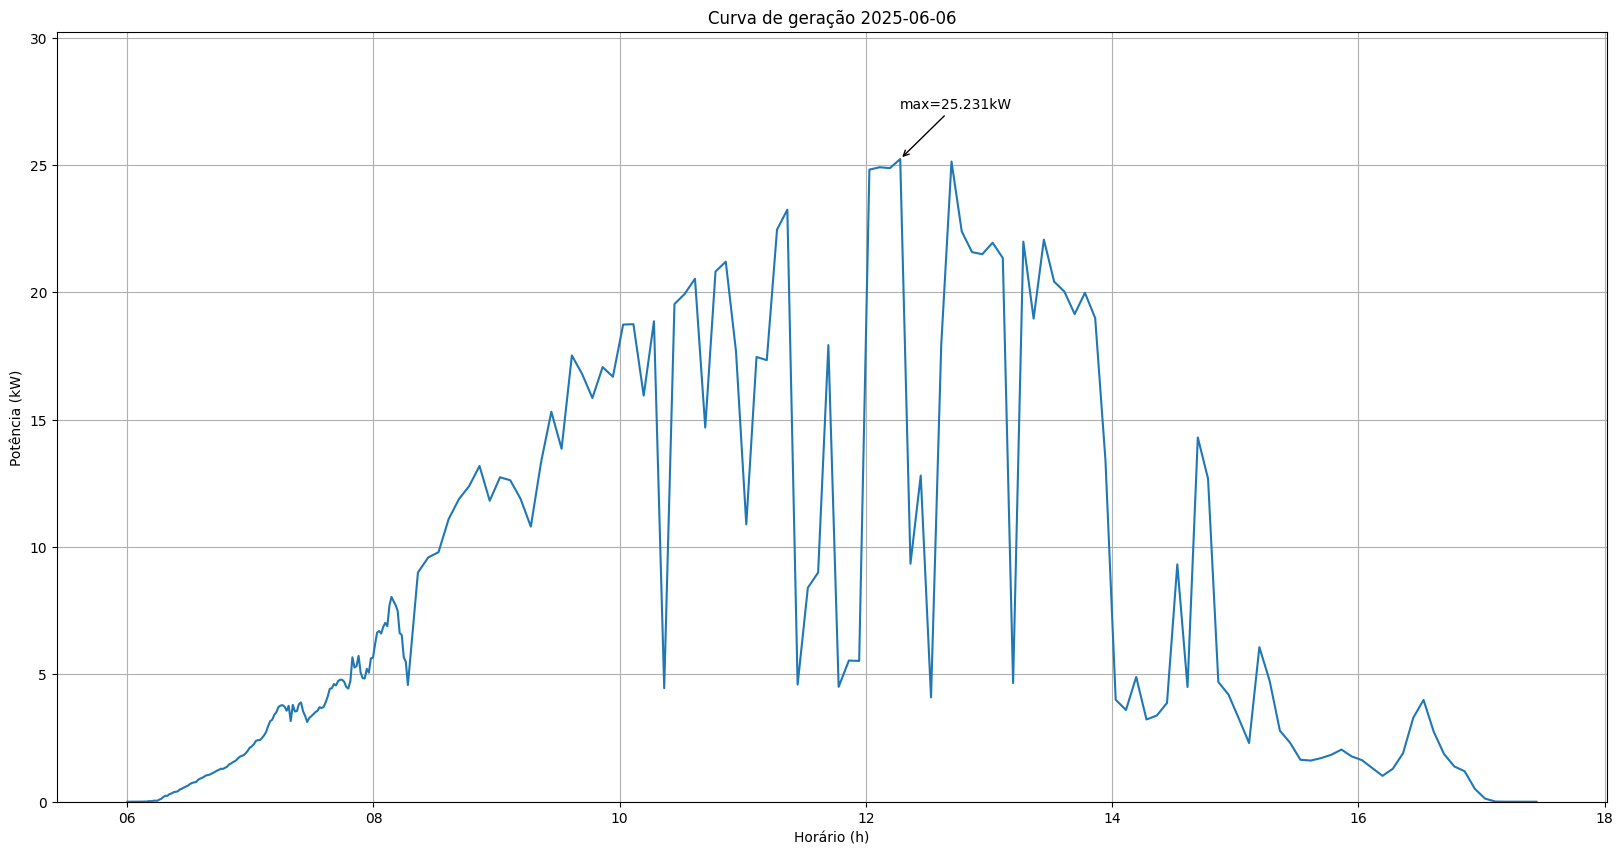 Curva de geração 2025-06-06
30
max=25.231kW
25
20
15
10
5
0
Potência (kW)
06 08 10 12 14 16 18
Horário (h)